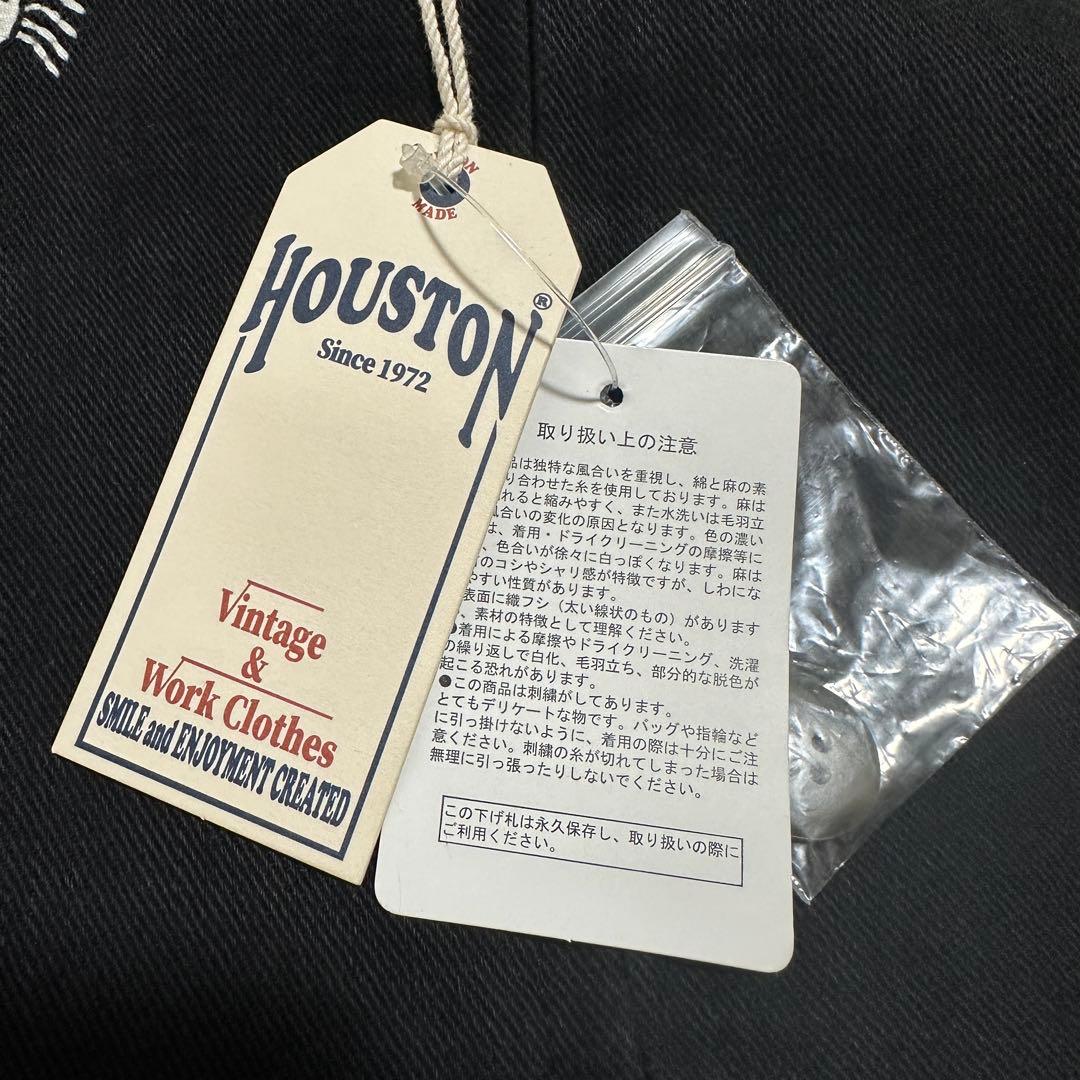 MADE
HOUSTON®
Since 1972
Vintage
&
Work Clothes
SMILE and ENJOYMENT CREATED
取り扱い上の注意
品は独特な風合いを重視し、綿と麻の素
り合わせた糸を使用しております。麻は
れると縮みやすく、また水洗いは毛羽立
風合いの変化の原因となります。色の濃い
は、着用・ドライクリーニングの摩擦等に
、色合いが徐々に白っぽくなります。麻は
のコシやシャリ感が特徴ですが、しわにな
やすい性質があります。
表面に織フシ（太い線状のもの）があります
、素材の特徴として理解ください。
●着用による摩擦やドライクリーニング、洗濯
の繰り返しで白化、毛羽立ち、部分的な脱色が
起こる恐れがあります。
●この商品は刺繍がしてあります。
とてもデリケートな物です。バッグや指輪など
に引っ掛けないように、着用の際は十分にご注
意ください。刺繍の糸が切れてしまった場合は
無理に引っ張ったりしないでください。
この下げ札は永久保存し、取り扱いの際に
ご利用ください。